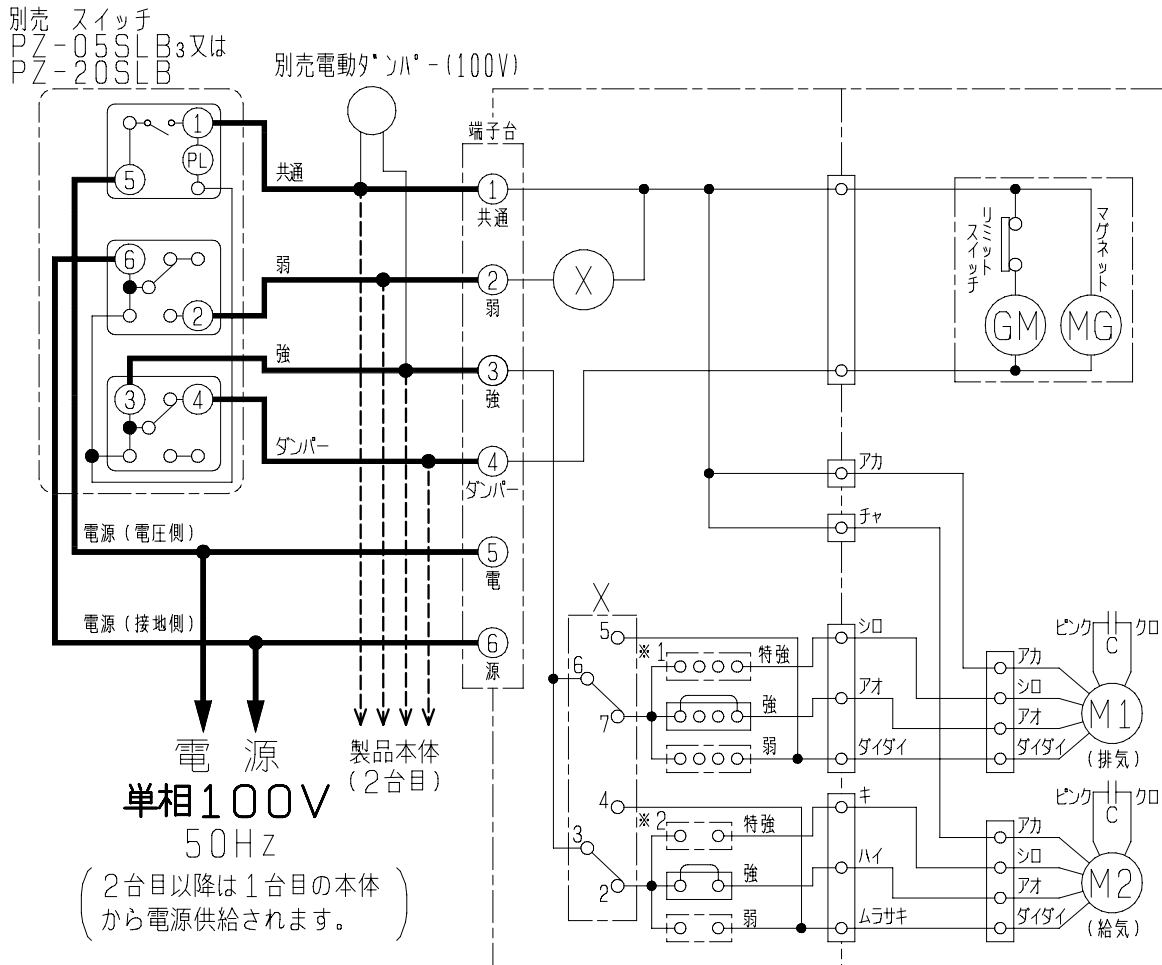 別売 スイッチ
PZ-05SLB3又は
PZ-20SLB
別売電動ダンパー(100V)
端子台
1
PL
5
共通
1
共通
6
2
弱
2
弱
X
強
3
4
3
強
ダンパー
4
ダンパー
電源(電圧側)
5
電
電源(接地側)
6
源
リミット
スイッチ
マグネット
GM
MG
アカ
チャ
X
5
6
7
4
3
2
※1
特強
強
弱
※2
特強
強
弱
シロ
アオ
ダイダイ
キ
ハイ
ムラサキ
アカ
シロ
アオ
ダイダイ
ピンク
C
クロ
M1
(排気)
アカ
シロ
アオ
ダイダイ
ピンク
C
クロ
M2
(給気)
電 源
単相100V
50Hz
(2台目以降は1台目の本体
から電源供給されます。)
製品本体
(2台目)